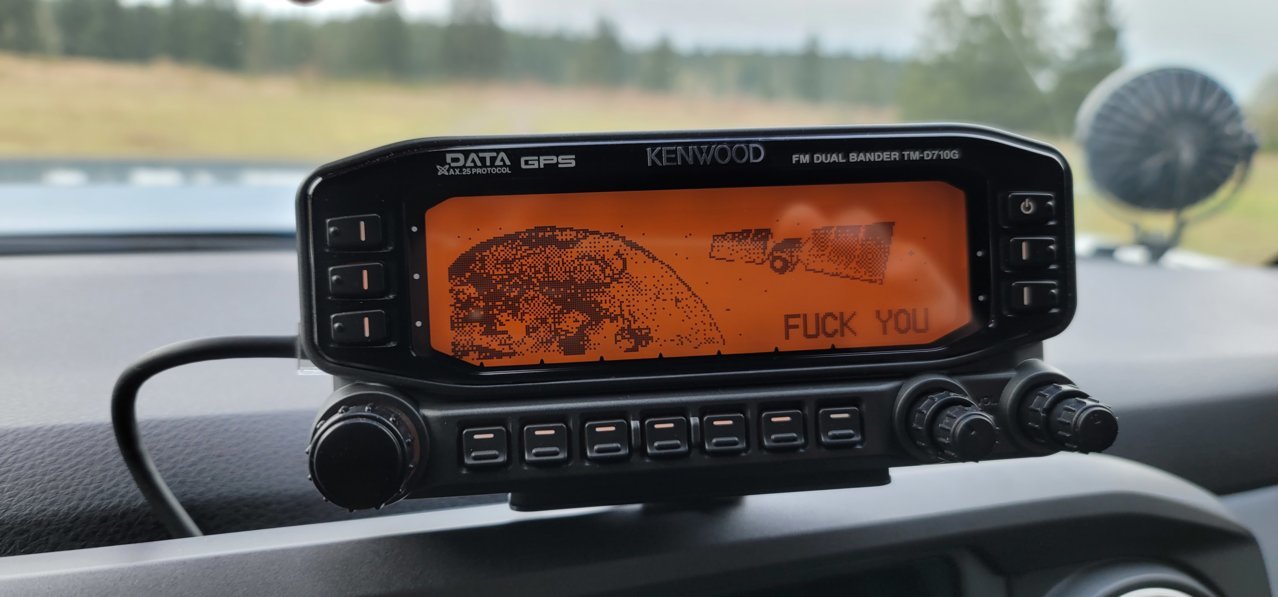 DATA GPS
AX.25 PROTOCOL
KENWOOD
FM DUAL BANDER TM-D710G
FUCK YOU